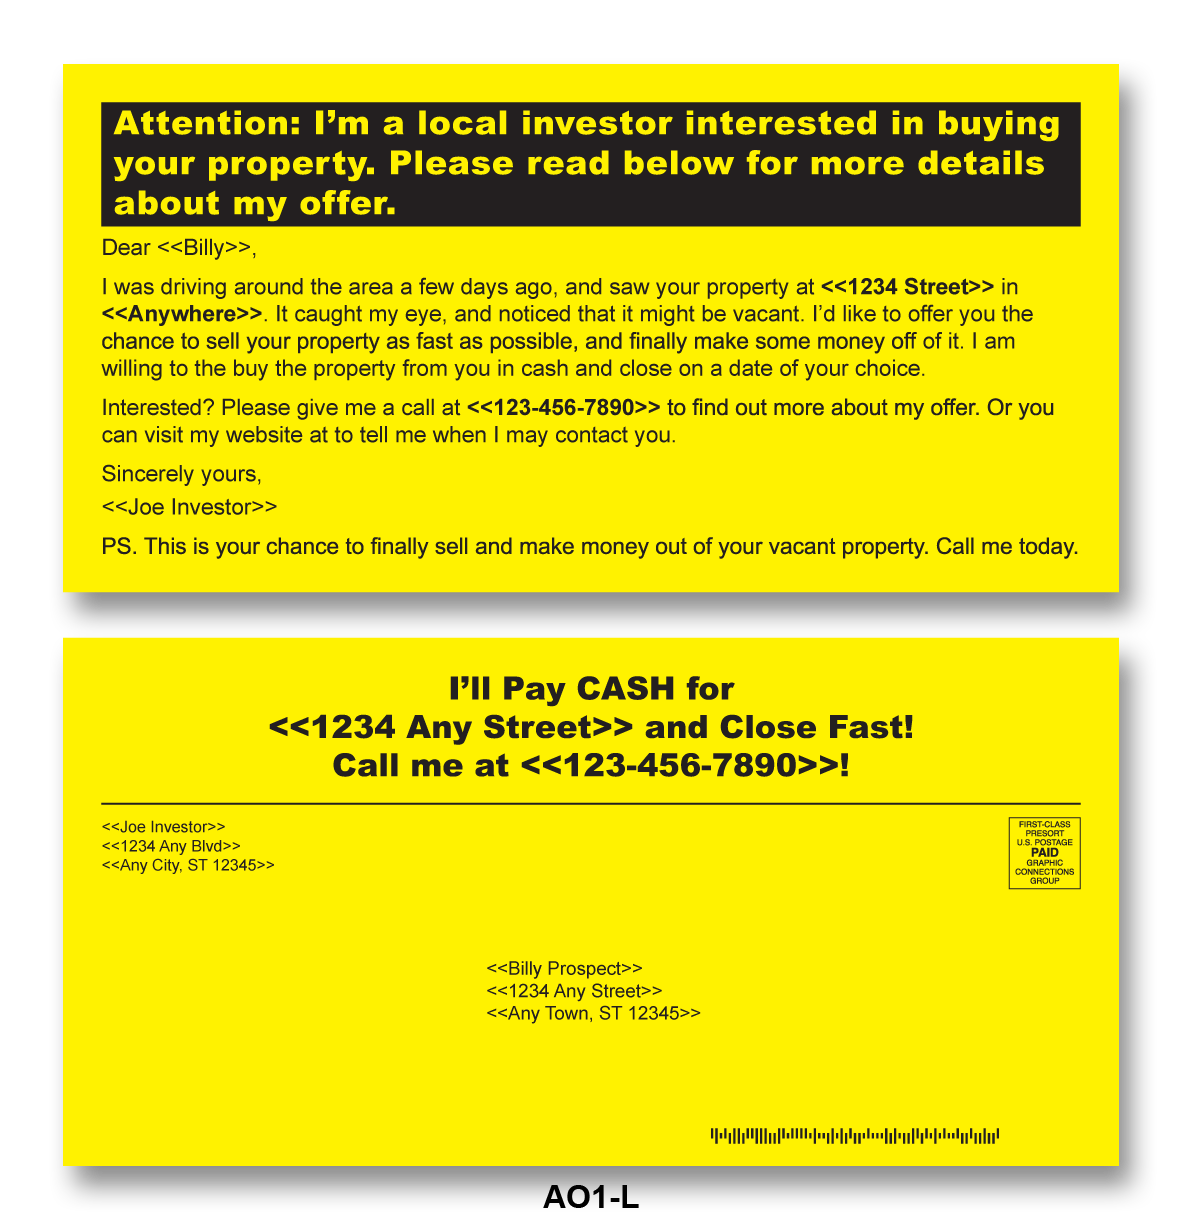 Attention: I’m a local investor interested in buying
your property. Please read below for more details
about my offer.
Dear <<Billy>>,
I was driving around the area a few days ago, and saw your property at <<1234 Street>> in
<<Anywhere>>. It caught my eye, and noticed that it might be vacant. I’d like to offer you the
chance to sell your property as fast as possible, and finally make some money off of it. I am
willing to the buy the property from you in cash and close on a date of your choice.
Interested? Please give me a call at <<123-456-7890>> to find out more about my offer. Or you
can visit my website at to tell me when I may contact you.
Sincerely yours,
<<Joe Investor>>
PS. This is your chance to finally sell and make money out of your vacant property. Call me today.
I’ll Pay CASH for
<<1234 Any Street>> and Close Fast!
Call me at <<123-456-7890>>!
<<Joe Investor>>
<<1234 Any Blvd>>
<<Any City, ST 12345>>
FIRST-CLASS
PRESORT
U.S. POSTAGE
PAID
GRAPHIC
CONNECTIONS
GROUP
<<Billy Prospect>>
<<1234 Any Street>>
<<Any Town, ST 12345>>
AO1-L